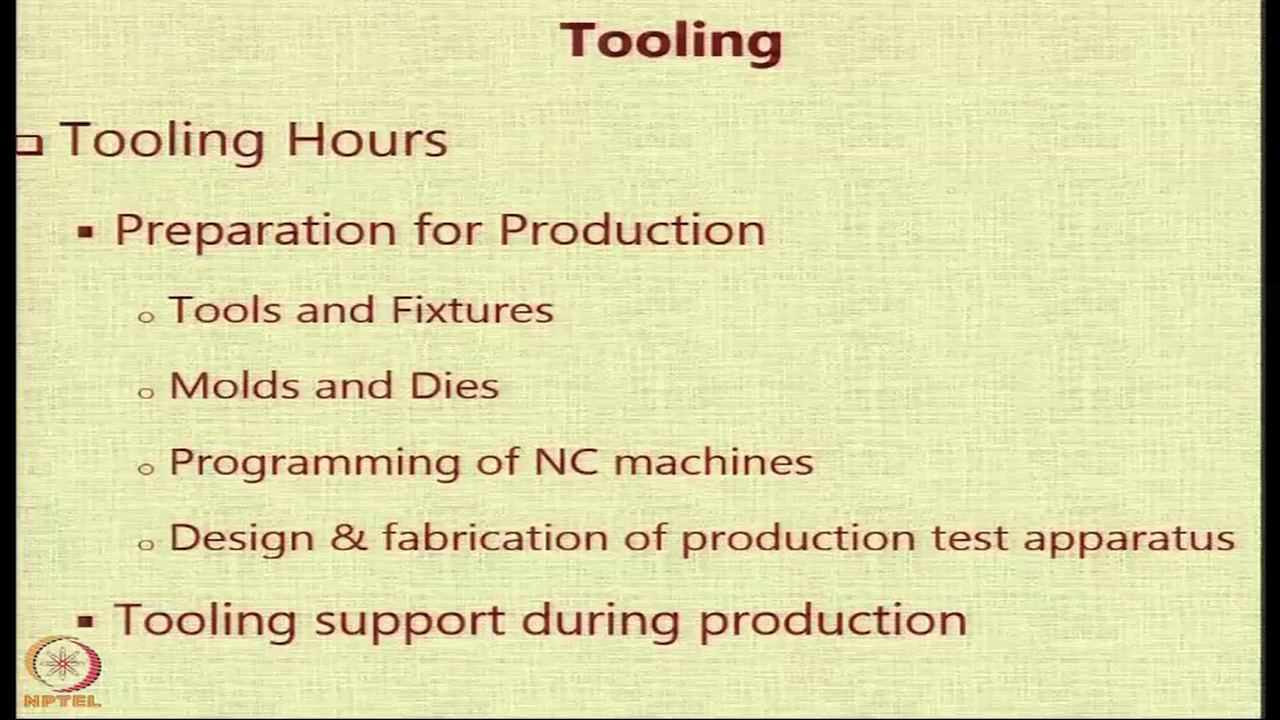 Tooling
Tooling Hours
Preparation for Production
Tools and Fixtures
Molds and Dies
Programming of NC machines
Design & fabrication of production test apparatus
Tooling support during production
NPTEL